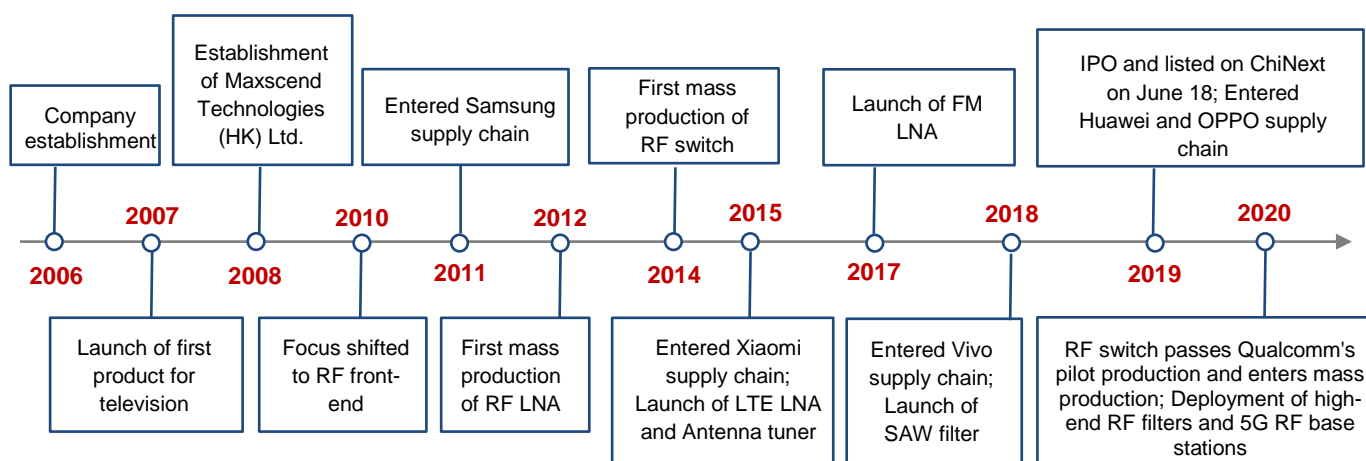 Company
establishment
Establishment
of Maxscend
Technologies
(HK) Ltd.
Entered Samsung
supply chain
First mass
production of
RF switch
Launch of FM
LNA
IPO and listed on ChiNext
on June 18; Entered
Huawei and OPPO supply
chain
2007
2010
2012
2015
2018
2020
2006
2008
2011
2014
2017
2019
Launch of first
product for
television
Focus shifted
to RF front-
end
First mass
production
of RF LNA
Entered Xiaomi
supply chain;
Launch of LTE LNA
and Antenna tuner
Entered Vivo
supply chain;
Launch of
SAW filter
RF switch passes Qualcomm's
pilot production and enters mass
production; Deployment of high-
end RF filters and 5G RF base
stations